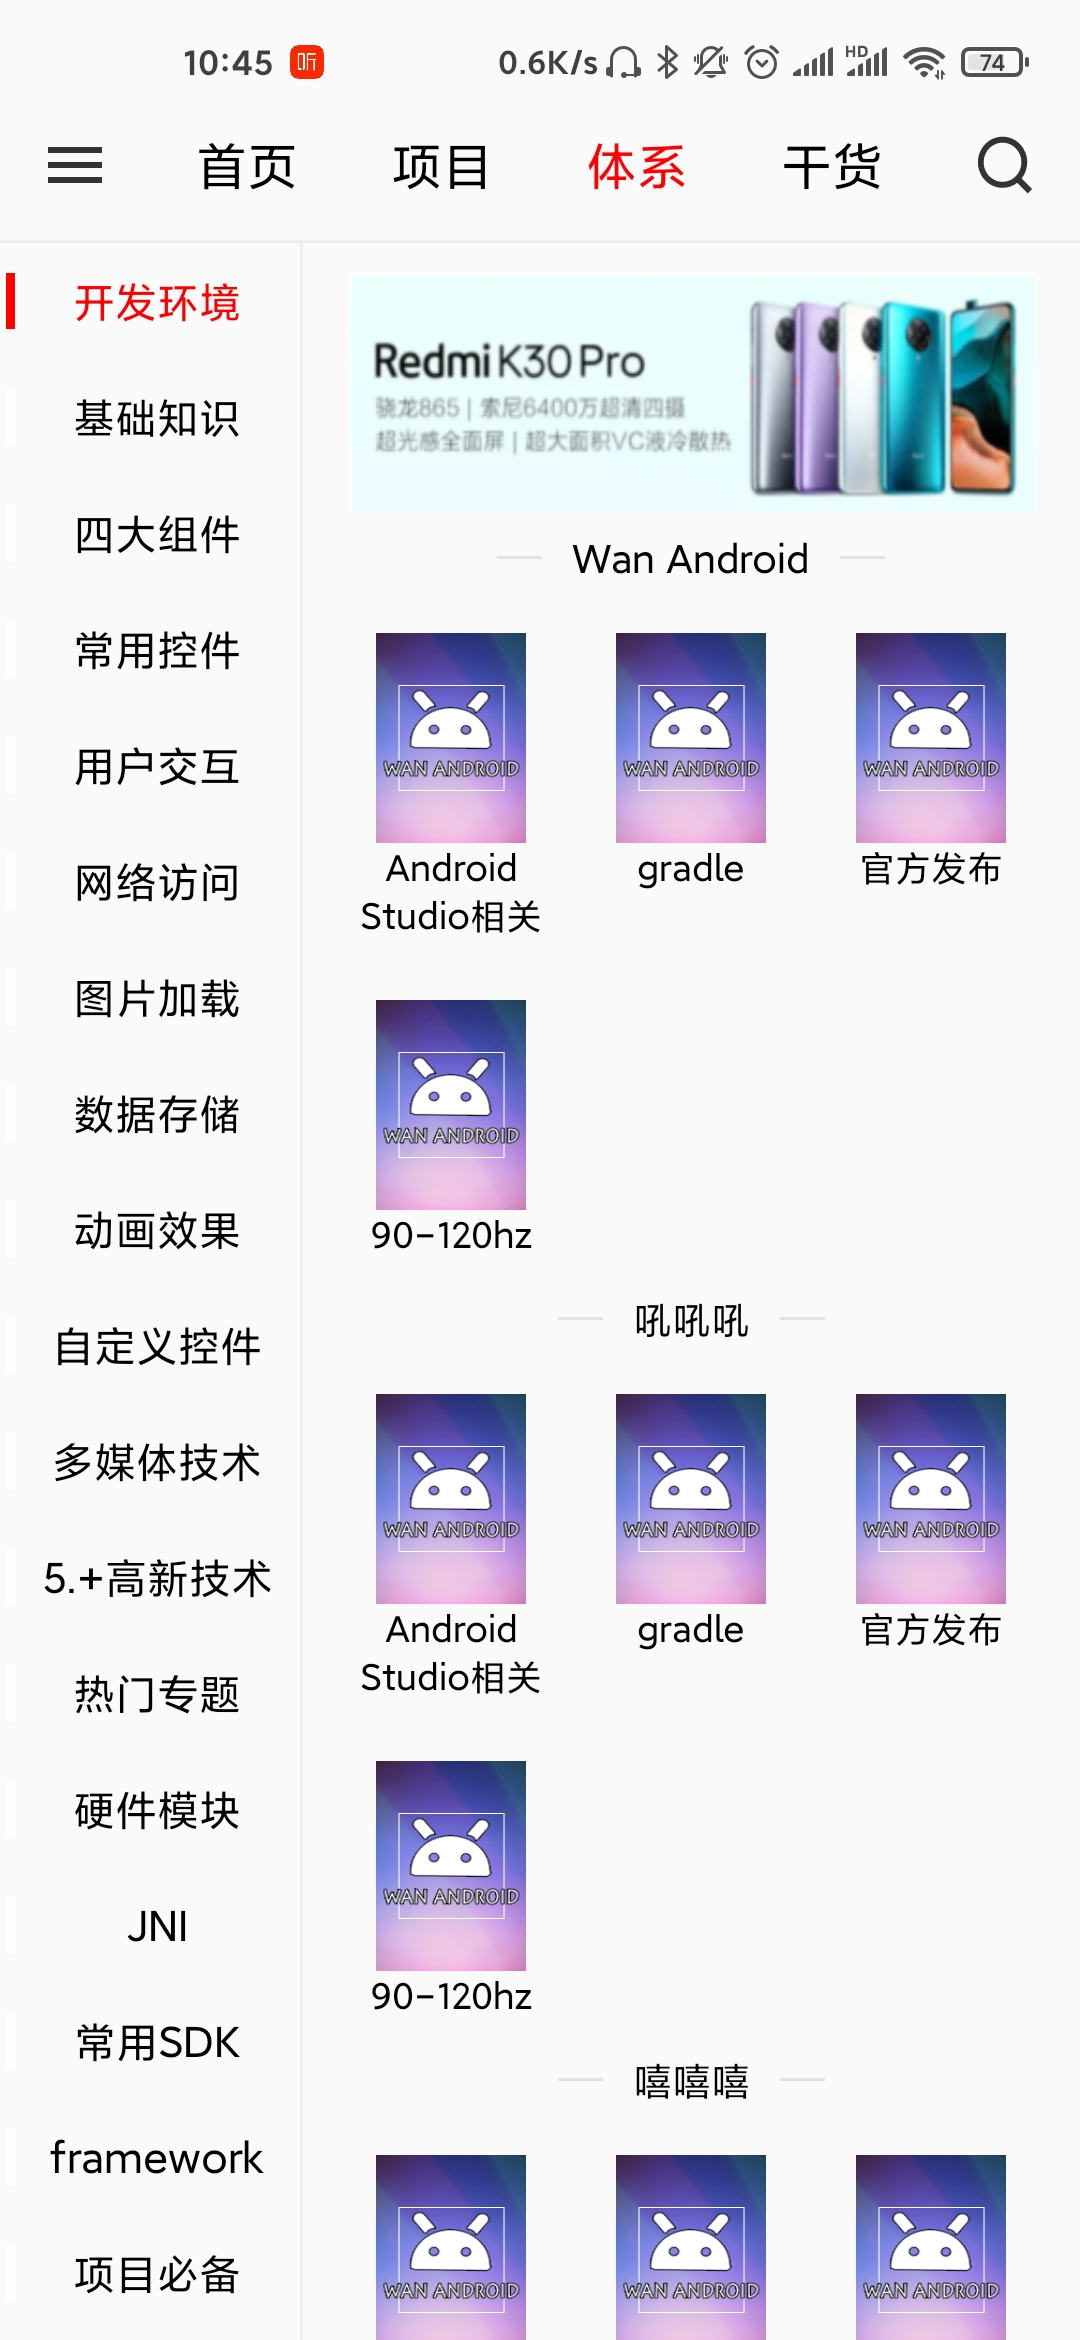 10:45 听 0.6K/s HD 74
首页 项目 体系 干货
开发环境
基础知识
四大组件
常用控件
用户交互
网络访问
图片加载
数据存储
动画效果
自定义控件
多媒体技术
5.+高新技术
热门专题
硬件模块
JNI
常用SDK
framework
项目必备
Redmi K30 Pro
骁龙865 | 索尼6400万超清四摄
超光感全面屏 | 超大面积VC液冷散热
Wan Android
WAN ANDROID WAN ANDROID WAN ANDROID
Android gradle 官方发布
Studio相关
WAN ANDROID
90-120hz
吼吼吼
WAN ANDROID WAN ANDROID WAN ANDROID
Android gradle 官方发布
Studio相关
WAN ANDROID
90-120hz
嘻嘻嘻
WAN ANDROID WAN ANDROID WAN ANDROID